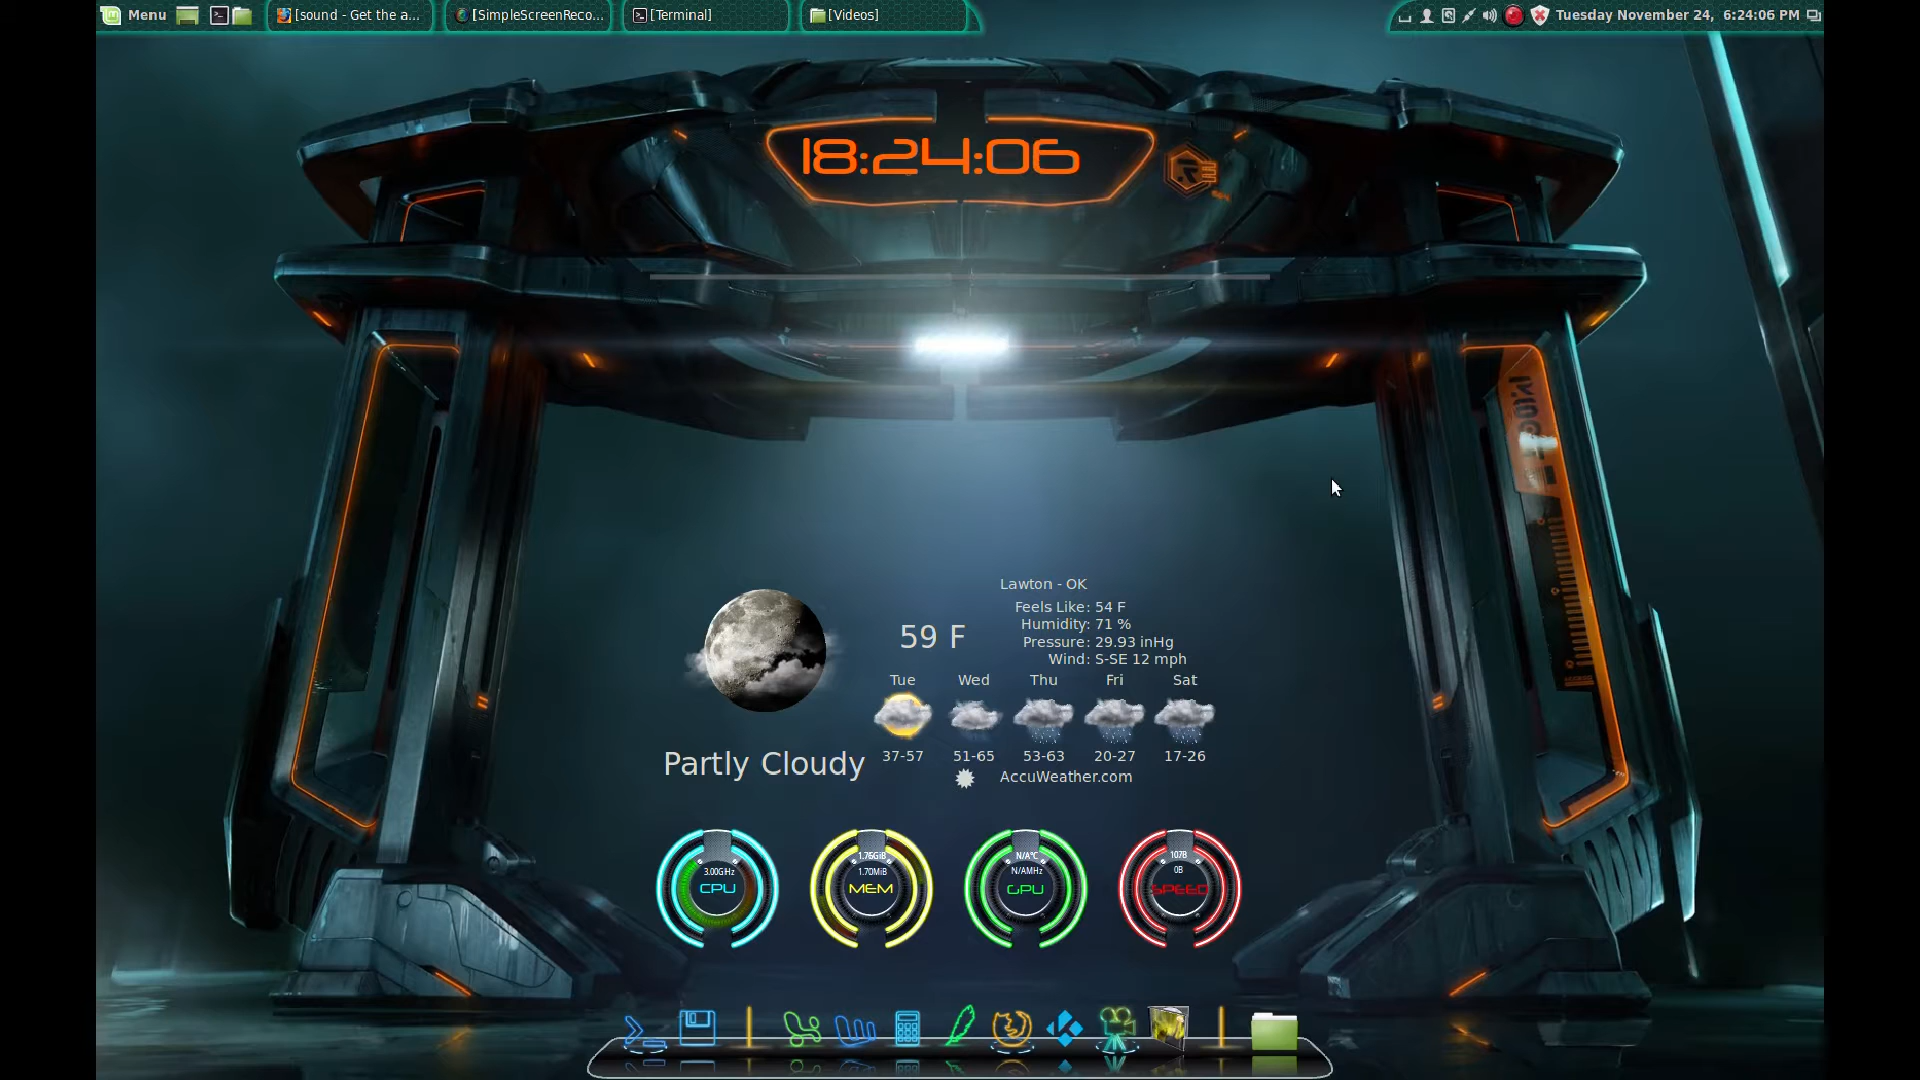 Menu
[sound - Get the a...
[SimpleScreenReco...
[Terminal]
[Videos]
Tuesday November 24, 6:24:06 PM
18:24:06
Lawton - OK
59 F
Feels Like: 54 F
Humidity: 71 %
Pressure: 29.93 inHg
Wind: S-SE 12 mph
Tue Wed Thu Fri Sat
37-57 51-65 53-63 20-27 17-26
Partly Cloudy
AccuWeather.com
3.00GHz
CPU
1.76GiB
1.70MiB
MEM
N/A°C
N/AMHz
GPU
107B
0B
SPEED